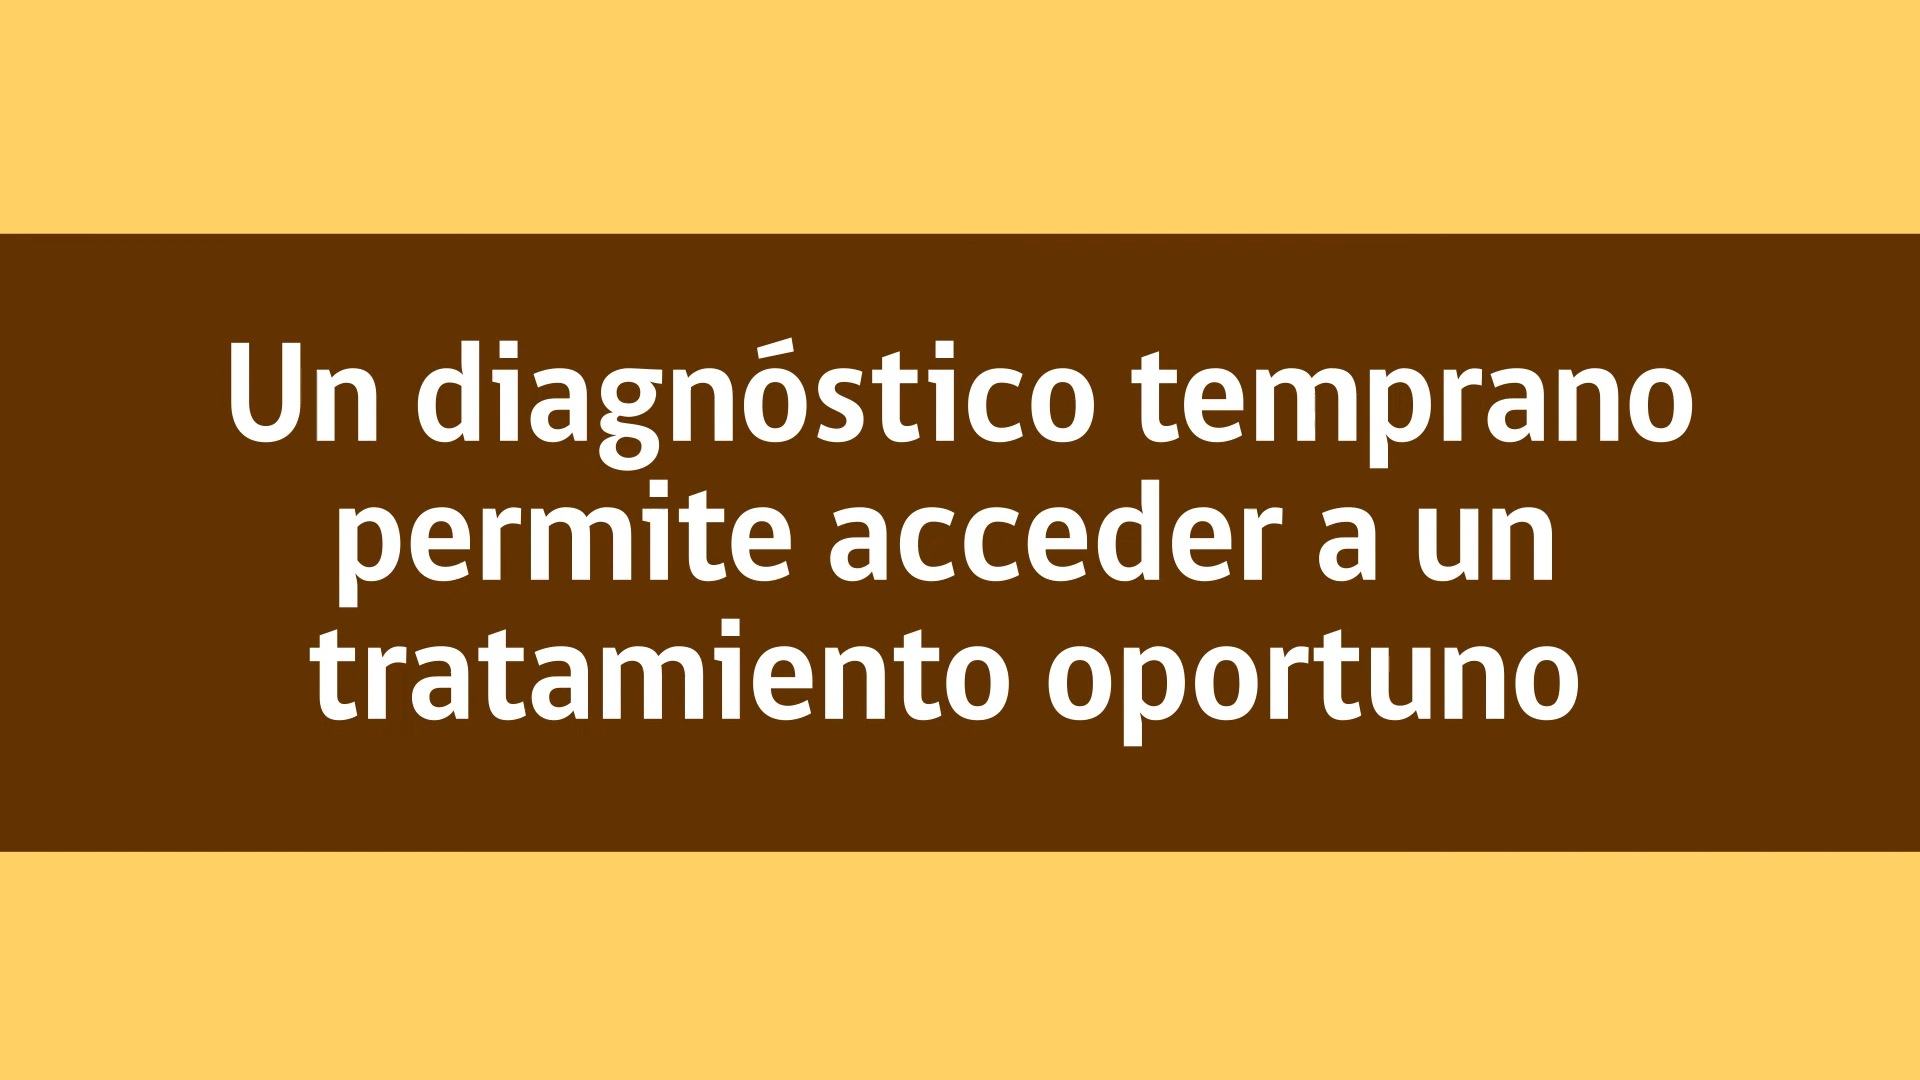 Un diagnóstico temprano
permite acceder a un
tratamiento oportuno